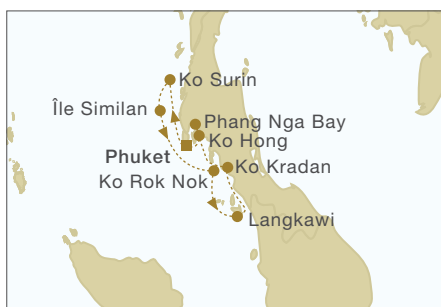 Ko Surin
Île Similan
Phang Nga Bay
Ko Hong
Phuket
Ko Kradan
Ko Rok Nok
Langkawi